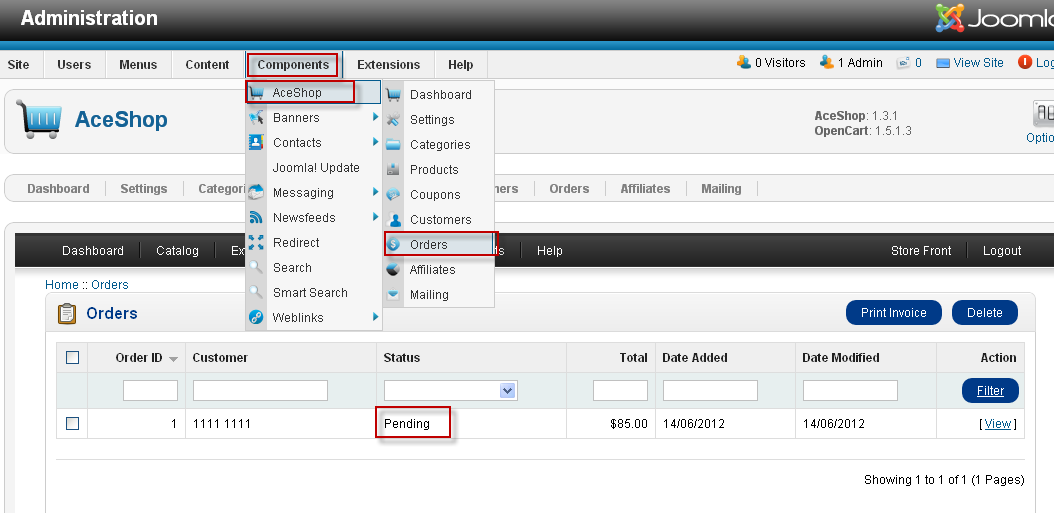 Administration
Joomla
Site Users Menus Content Components Extensions Help
0 Visitors 1 Admin 0 View Site Log
AceShop
AceShop: 1.3.1
OpenCart: 1.5.1.3
Optio
AceShop
Banners
Contacts
Joomla! Update
Messaging
Newsfeeds
Redirect
Search
Smart Search
Weblinks
Dashboard
Settings
Categories
Products
Coupons
Customers
Orders
Affiliates
Mailing
Dashboard Settings Categori ners Orders Affiliates Mailing
Dashboard Catalog Ex s Help Store Front Logout
Home :: Orders
Orders
Print Invoice Delete
Order ID Customer Status Total Date Added Date Modified Action
Filter
1 1111 1111 Pending $85.00 14/06/2012 14/06/2012 [ View ]
Showing 1 to 1 of 1 (1 Pages)